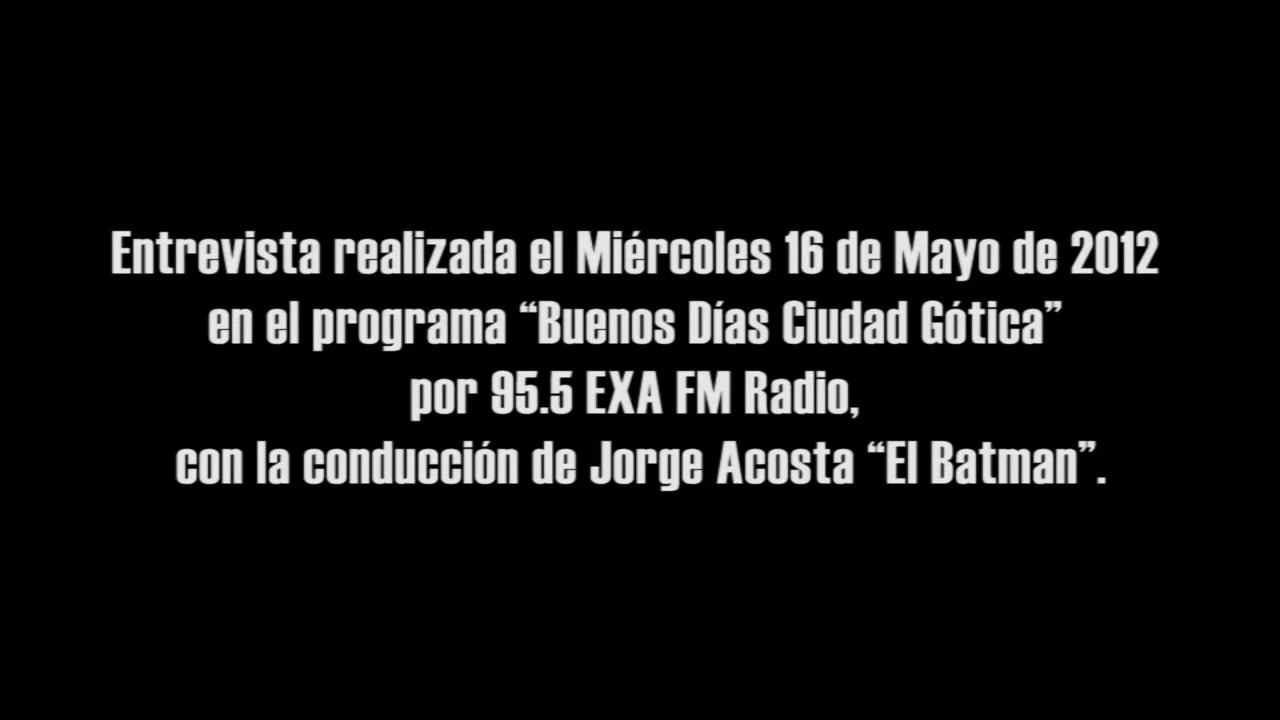 Entrevista realizada el Miércoles 16 de Mayo de 2012
en el programa “Buenos Días Ciudad Gótica”
por 95.5 EXA FM Radio,
con la conducción de Jorge Acosta “El Batman”.